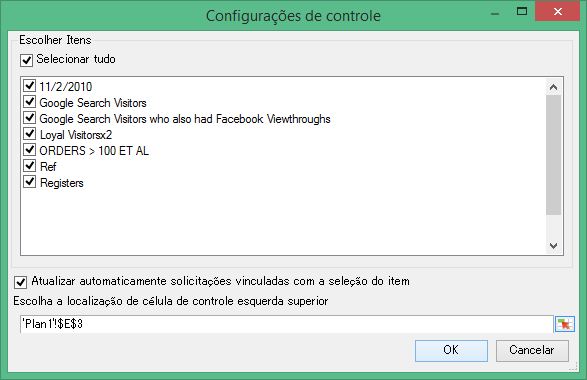 Configurações de controle
Escolher Itens
Selecionar tudo
11/2/2010
Google Search Visitors
Google Search Visitors who also had Facebook Viewthroughs
Loyal Visitorsx2
ORDERS > 100 ET AL
Ref
Registers
Atualizar automaticamente solicitações vinculadas com a seleção do item
Escolha a localização de célula de controle esquerda superior
'Plan1'!$E$3
OK Cancelar